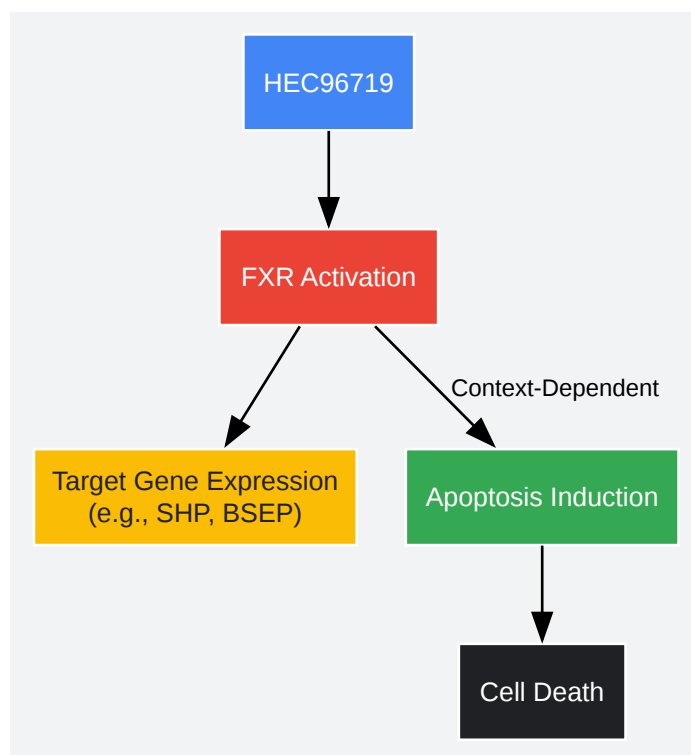 HEC96719
FXR Activation
Context-Dependent
Target Gene Expression
(e.g., SHP, BSEP)
Apoptosis Induction
Cell Death